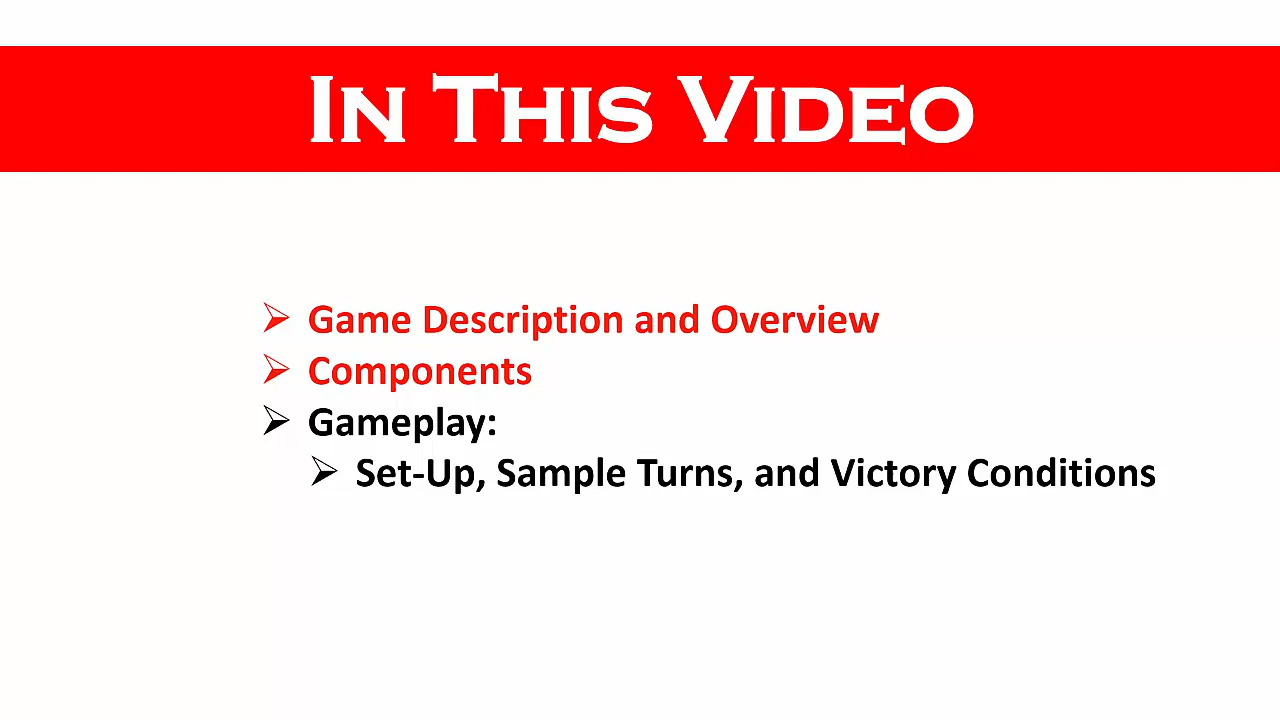 In This Video
Game Description and Overview
Components
Gameplay:
Set-Up, Sample Turns, and Victory Conditions